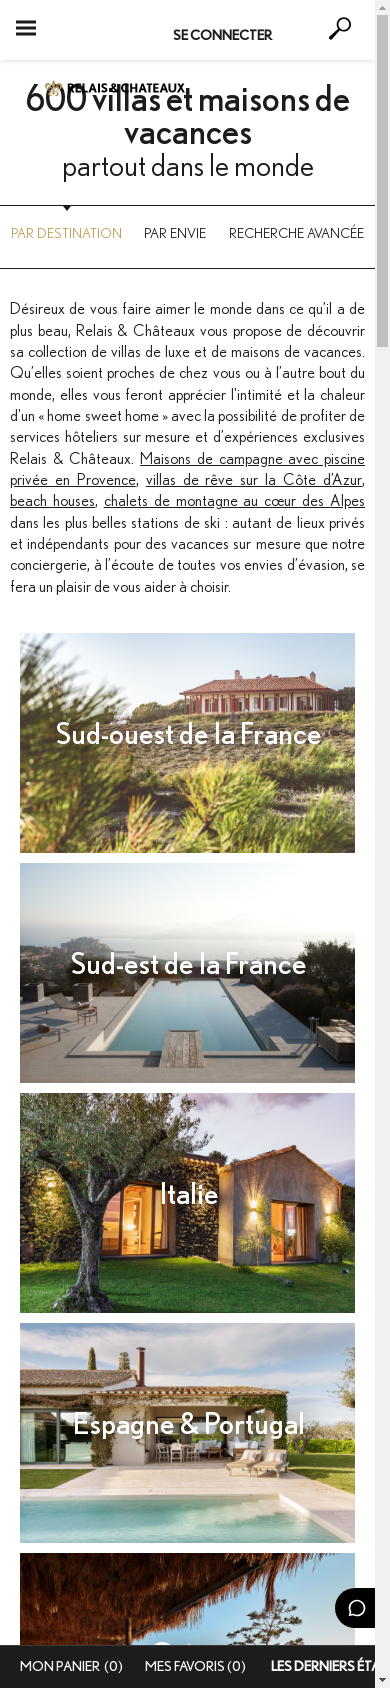 SE CONNECTER
RELAIS & CHATEAUX
600 villas et maisons de
vacances
partout dans le monde
PAR DESTINATION PAR ENVIE RECHERCHE AVANCÉE
Désireux de vous faire aimer le monde dans ce qu’il a de
plus beau, Relais & Châteaux vous propose de découvrir
sa collection de villas de luxe et de maisons de vacances.
Qu’elles soient proches de chez vous ou à l’autre bout du
monde, elles vous feront apprécier l'intimité et la chaleur
d’un « home sweet home » avec la possibilité de profiter de
services hôteliers sur mesure et d’expériences exclusives
Relais & Châteaux. Maisons de campagne avec piscine
privée en Provence, villas de rêve sur la Côte d’Azur,
beach houses, chalets de montagne au cœur des Alpes
dans les plus belles stations de ski : autant de lieux privés
et indépendants pour des vacances sur mesure que notre
conciergerie, à l’écoute de toutes vos envies d’évasion, se
fera un plaisir de vous aider à choisir.
Sud-ouest de la France
Sud-est de la France
Italie
Espagne & Portugal
MON PANIER (0) MES FAVORIS (0) LES DERNIERS